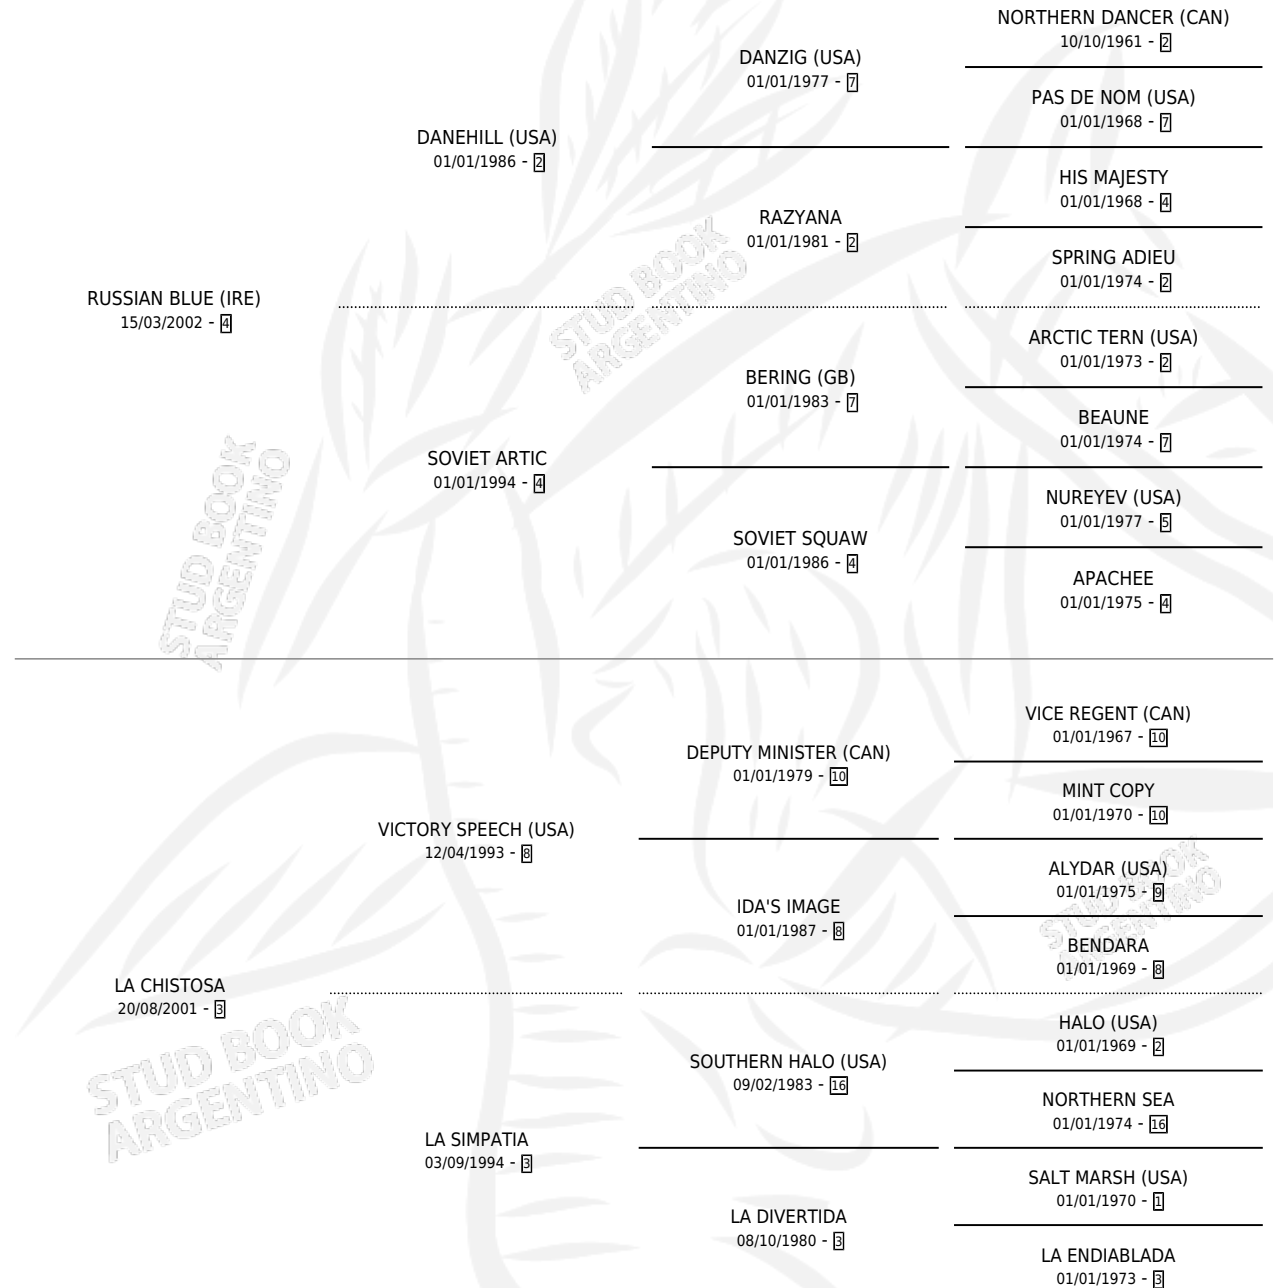 NORTHERN DANCER (CAN)
10/10/1961 - 2
DANZIG (USA)
01/01/1977 - 7
PAS DE NOM (USA)
01/01/1968 - 7
DANEHILL (USA)
01/01/1986 - 2
HIS MAJESTY
01/01/1968 - 4
RAZYANA
01/01/1981 - 2
SPRING ADIEU
01/01/1974 - 2
RUSSIAN BLUE (IRE)
15/03/2002 - 4
STUD BOOK
ARGENTINO
ARCTIC TERN (USA)
01/01/1973 - 2
BERING (GB)
01/01/1983 - 7
BEAUNE
01/01/1974 - 7
SOVIET ARTIC
01/01/1994 - 4
NUREYEV (USA)
01/01/1977 - 5
SOVIET SQUAW
01/01/1986 - 4
APACHEE
01/01/1975 - 4
STUD BOOK
ARGENTINO
VICE REGENT (CAN)
01/01/1967 - 10
DEPUTY MINISTER (CAN)
01/01/1979 - 10
MINT COPY
01/01/1970 - 10
VICTORY SPEECH (USA)
12/04/1993 - 8
ALYDAR (USA)
01/01/1975 - 9
IDA'S IMAGE
01/01/1987 - 8
BENDARA
01/01/1969 - 8
STUD BOOK
ARGENTINO
LA CHISTOSA
20/08/2001 - 3
HALO (USA)
01/01/1969 - 2
SOUTHERN HALO (USA)
09/02/1983 - 16
NORTHERN SEA
01/01/1974 - 16
STUD BOOK
ARGENTINO
LA SIMPATIA
03/09/1994 - 3
SALT MARSH (USA)
01/01/1970 - 1
LA DIVERTIDA
08/10/1980 - 3
LA ENDIABLADA
01/01/1973 - 3